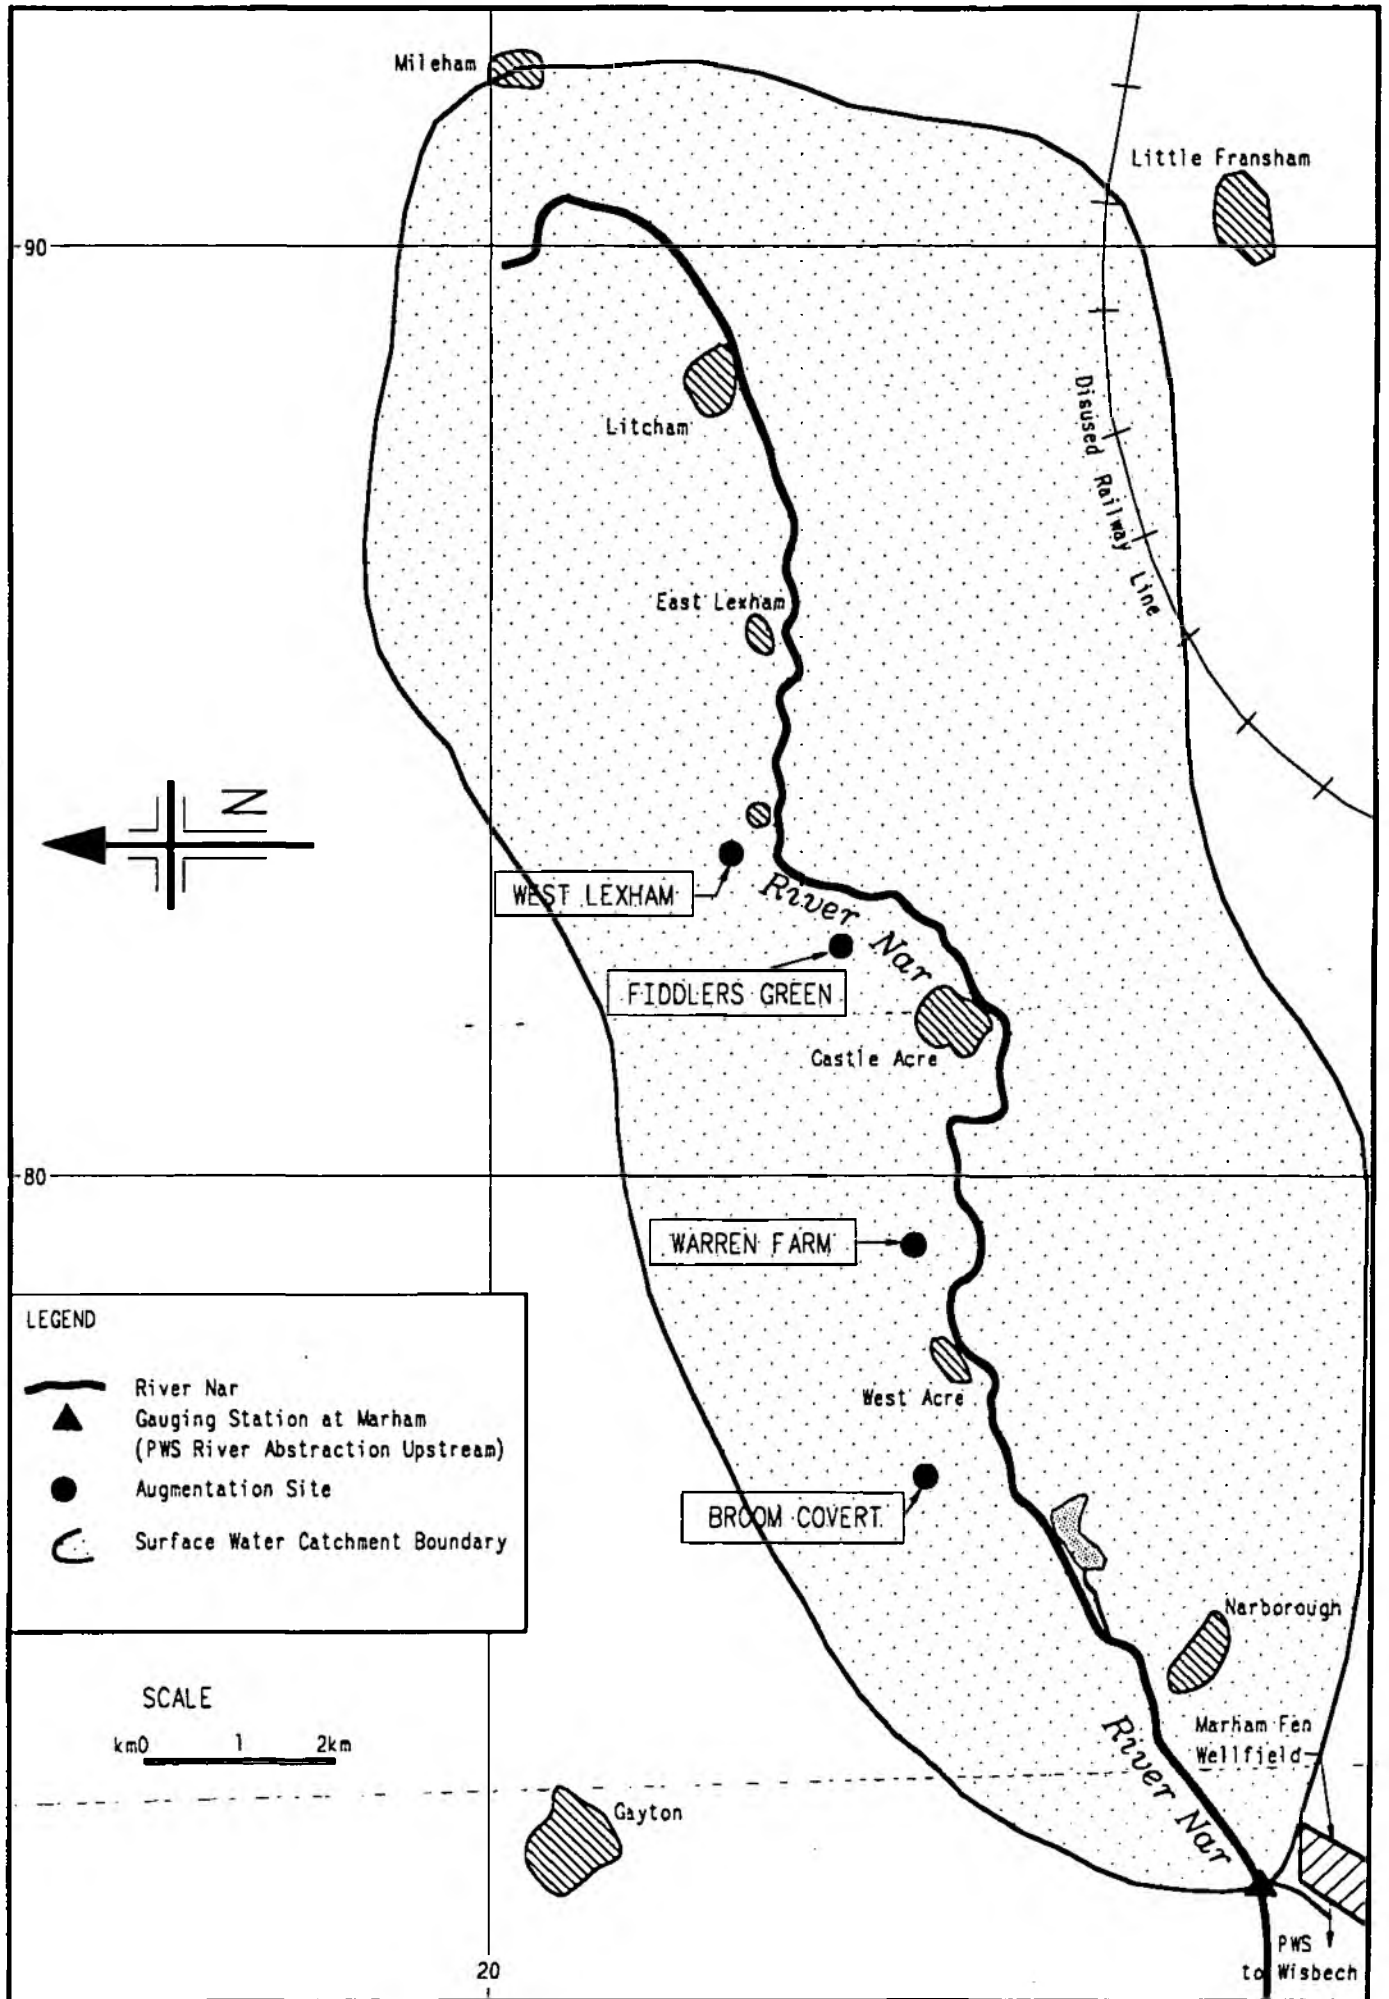 Mileham
Little Fransham
90
Disused Railway Line
Litcham
East Lexham
N
WEST LEXHAM
River Nar
FIDDLERS GREEN
Castle Acre
80
WARREN FARM
LEGEND
River Nar
Gauging Station at Marham
(PWS River Abstraction Upstream)
Augmentation Site
Surface Water Catchment Boundary
West Acre
BROOM COVERT
Narborough
SCALE
km0 1 2km
Marham Fen
Wellfield
River Nar
Gayton
PWS
to Wisbech
20